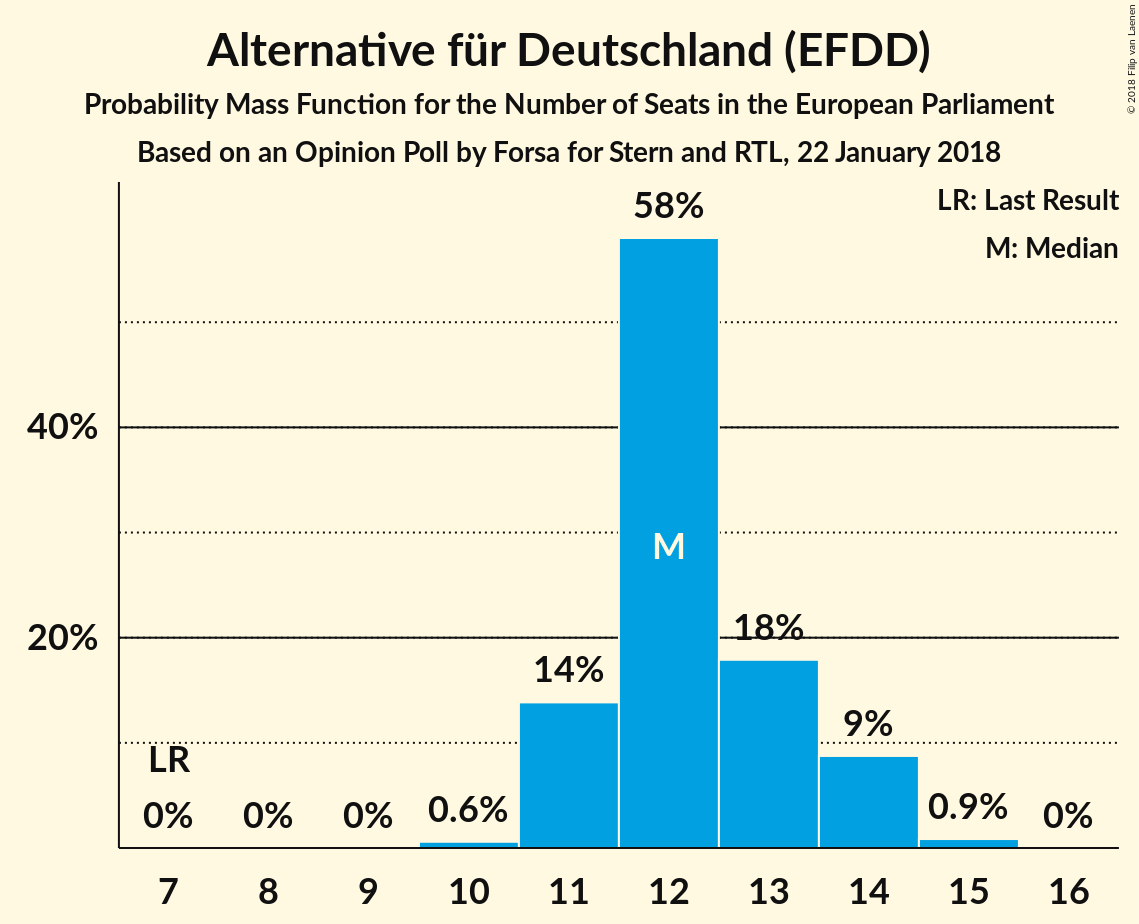 Alternative für Deutschland (EFDD)
Probability Mass Function for the Number of Seats in the European Parliament
Based on an Opinion Poll by Forsa for Stern and RTL, 22 January 2018
© 2018 Filip van Laenen
LR: Last Result
M: Median
58%
40%
M
20%
18%
14%
9%
LR
0%
0%
0%
0.6%
0.9%
0%
7 8 9 10 11 12 13 14 15 16